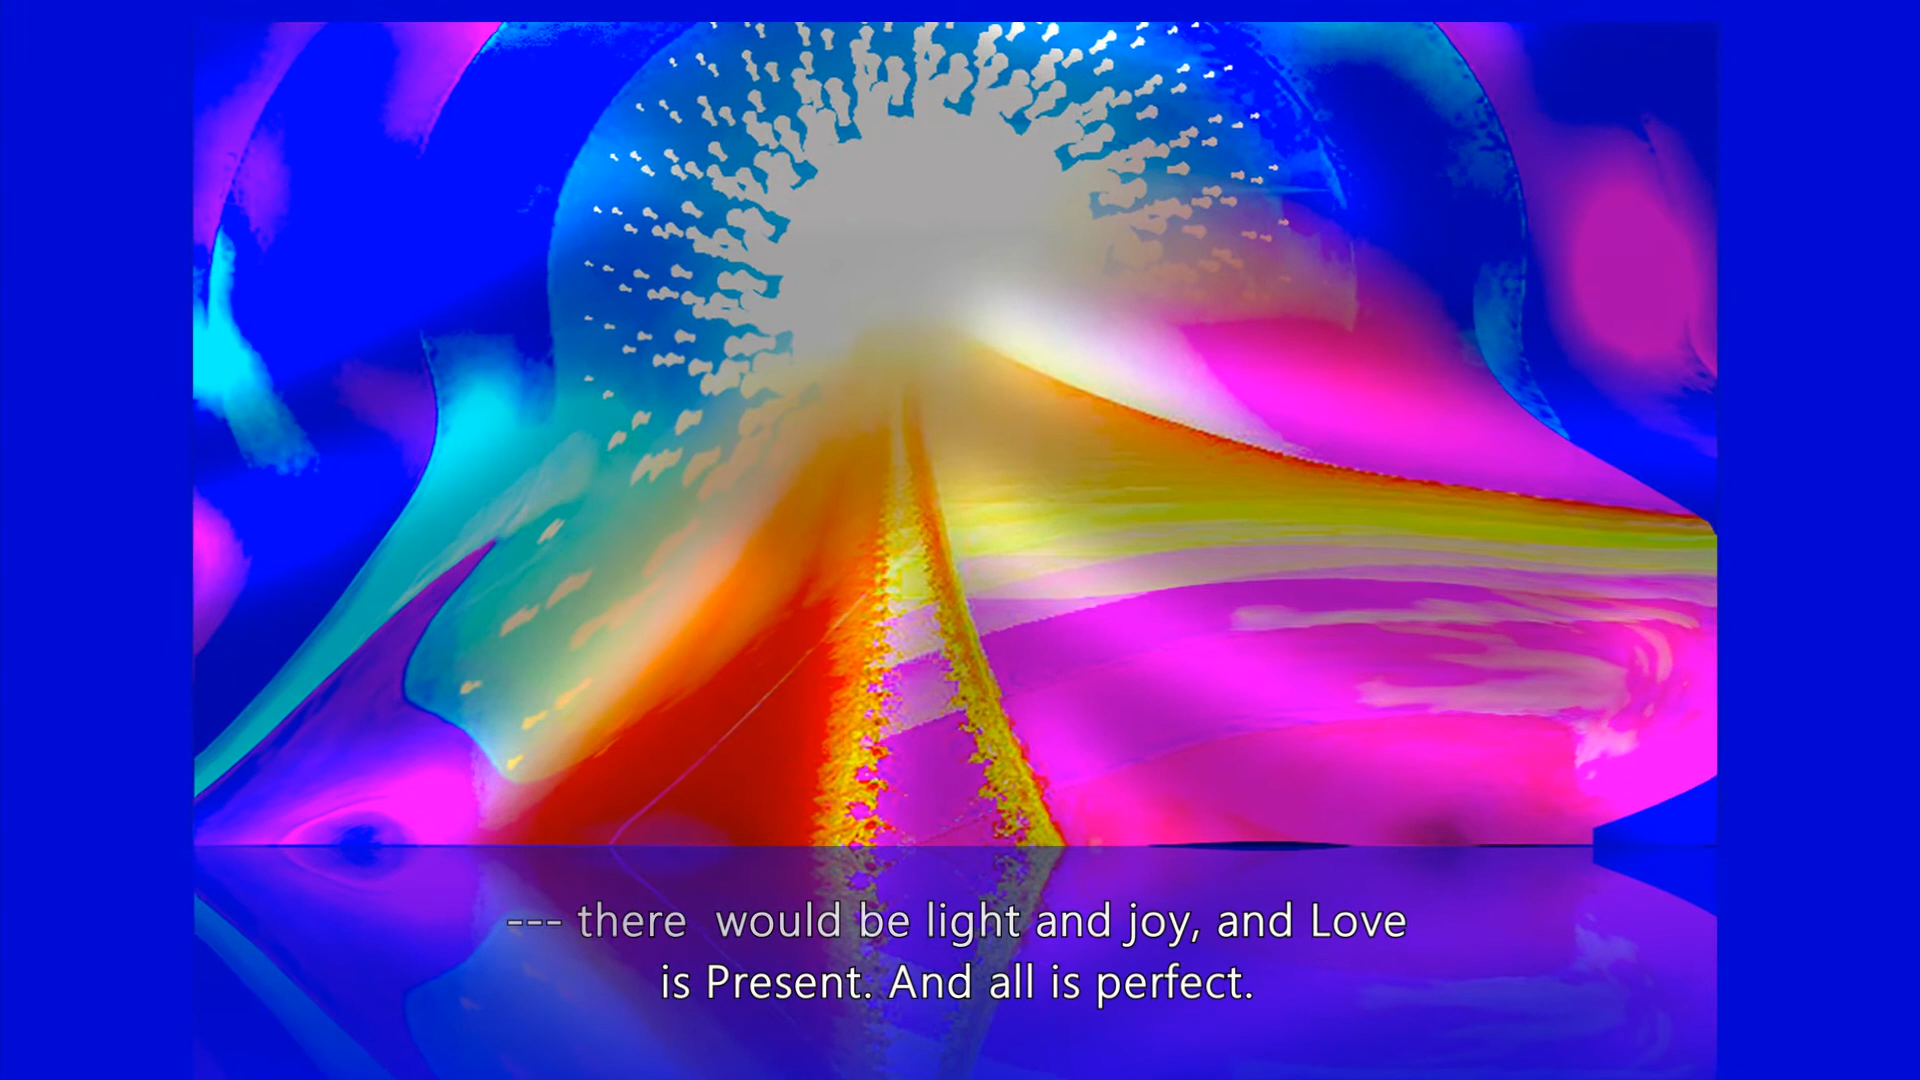 --- there  would be light and joy, and Love
is Present. And all is perfect.